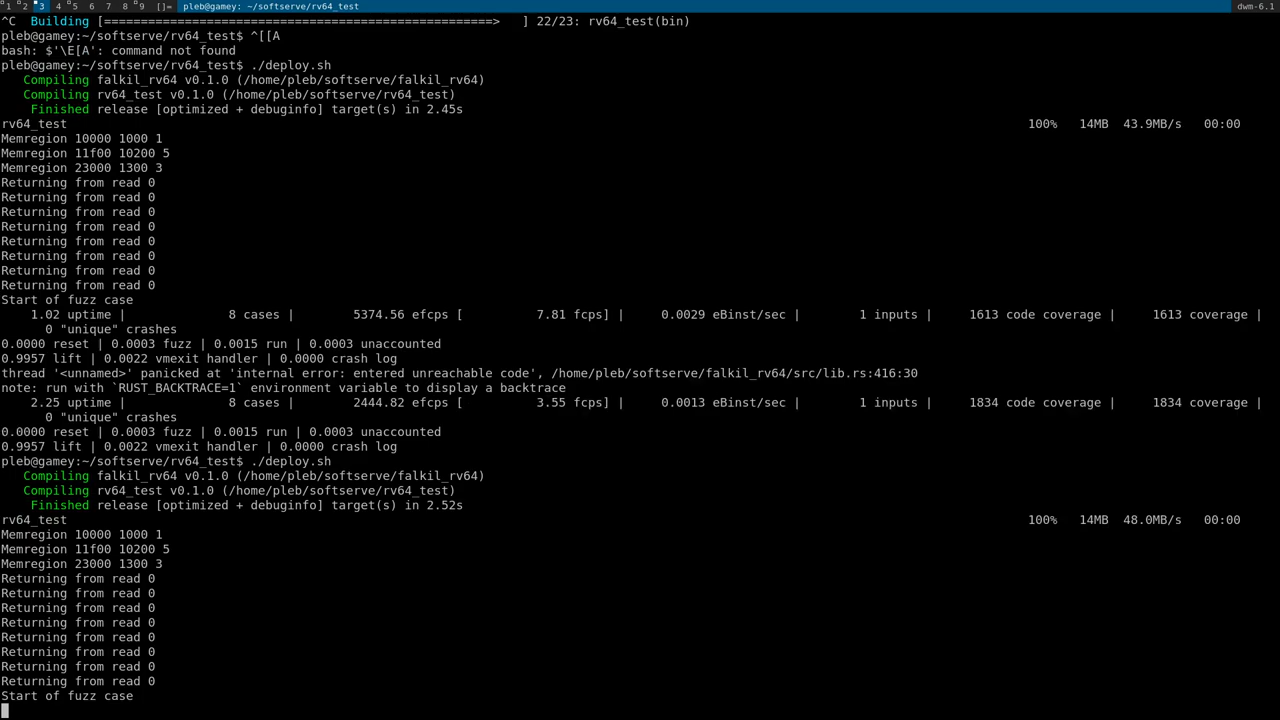 1 2 3 4 5 6 7 8 9 []= pleb@gamey: ~/softserve/rv64_test dwm-6.1
^C  Building [=====================================================>   ] 22/23: rv64_test(bin)
pleb@gamey:~/softserve/rv64_test$ ^[[A
bash: $'\E[A': command not found
pleb@gamey:~/softserve/rv64_test$ ./deploy.sh
   Compiling falkil_rv64 v0.1.0 (/home/pleb/softserve/falkil_rv64)
   Compiling rv64_test v0.1.0 (/home/pleb/softserve/rv64_test)
    Finished release [optimized + debuginfo] target(s) in 2.45s
rv64_test 100% 14MB 43.9MB/s 00:00
Memregion 10000 1000 1
Memregion 11f00 10200 5
Memregion 23000 1300 3
Returning from read 0
Returning from read 0
Returning from read 0
Returning from read 0
Returning from read 0
Returning from read 0
Returning from read 0
Returning from read 0
Start of fuzz case
1.02 uptime | 8 cases | 5374.56 efcps [ 7.81 fcps] | 0.0029 eBinst/sec | 1 inputs | 1613 code coverage | 1613 coverage |
0 "unique" crashes
0.0000 reset | 0.0003 fuzz | 0.0015 run | 0.0003 unaccounted
0.9957 lift | 0.0022 vmexit handler | 0.0000 crash log
thread '<unnamed>' panicked at 'internal error: entered unreachable code', /home/pleb/softserve/falkil_rv64/src/lib.rs:416:30
note: run with `RUST_BACKTRACE=1` environment variable to display a backtrace
2.25 uptime | 8 cases | 2444.82 efcps [ 3.55 fcps] | 0.0013 eBinst/sec | 1 inputs | 1834 code coverage | 1834 coverage |
0 "unique" crashes
0.0000 reset | 0.0003 fuzz | 0.0015 run | 0.0003 unaccounted
0.9957 lift | 0.0022 vmexit handler | 0.0000 crash log
pleb@gamey:~/softserve/rv64_test$ ./deploy.sh
   Compiling falkil_rv64 v0.1.0 (/home/pleb/softserve/falkil_rv64)
   Compiling rv64_test v0.1.0 (/home/pleb/softserve/rv64_test)
    Finished release [optimized + debuginfo] target(s) in 2.52s
rv64_test 100% 14MB 48.0MB/s 00:00
Memregion 10000 1000 1
Memregion 11f00 10200 5
Memregion 23000 1300 3
Returning from read 0
Returning from read 0
Returning from read 0
Returning from read 0
Returning from read 0
Returning from read 0
Returning from read 0
Returning from read 0
Start of fuzz case